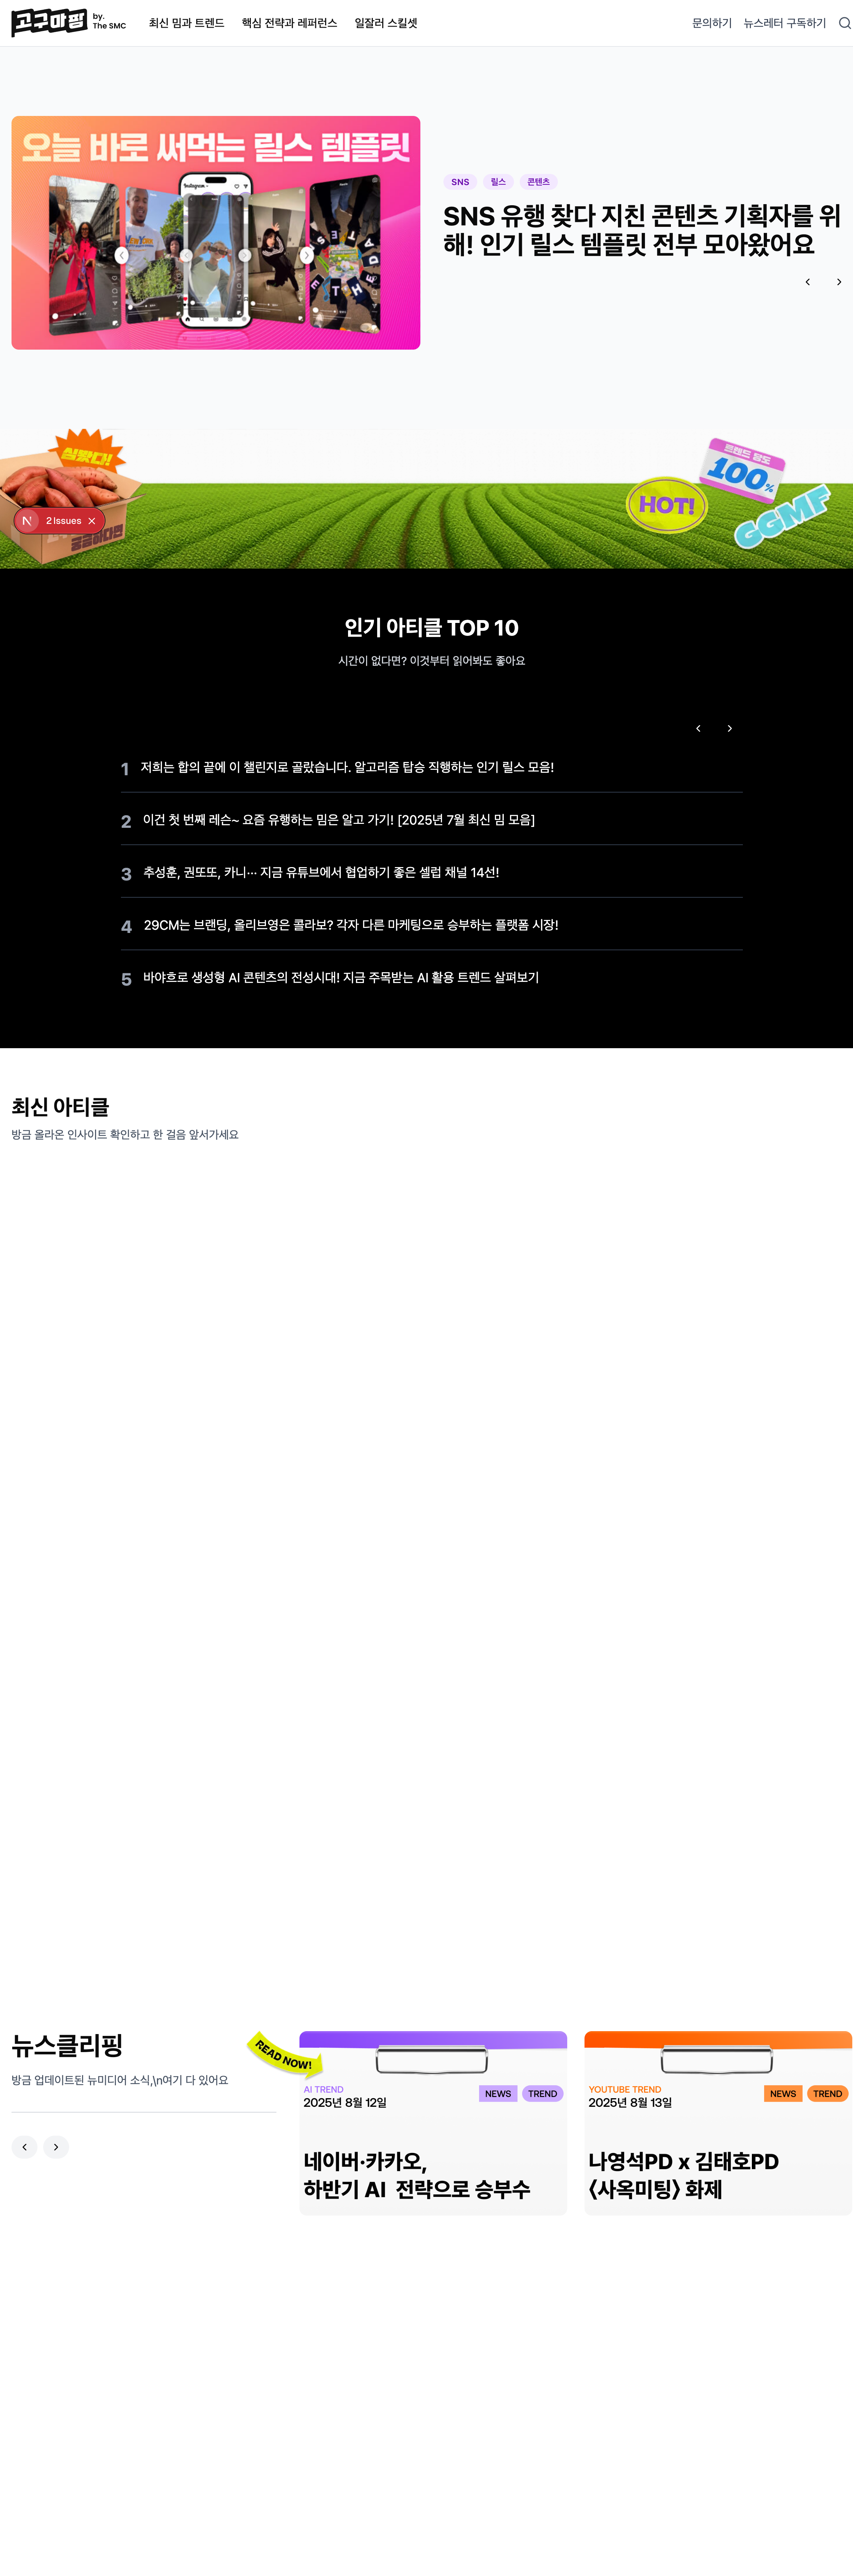 고구마핑
by.
The SMC
최신 밈과 트렌드
핵심 전략과 레퍼런스
일잘러 스킬셋
문의하기
뉴스레터 구독하기
오늘 바로 써먹는 릴스 템플릿
Instagram
SNS
릴스
콘텐츠
SNS 유행 찾다 지친 콘텐츠 기획자를 위
해! 인기 릴스 템플릿 전부 모아왔어요
심봤다!
궁금하다면
2 Issues
HOT!
트렌드 당도
100%
GGMF
인기 아티클 TOP 10
시간이 없다면? 이것부터 읽어봐도 좋아요
1 저희는 합의 끝에 이 챌린지로 골랐습니다. 알고리즘 탑승 직행하는 인기 릴스 모음!
2 이건 첫 번째 레슨~ 요즘 유행하는 밈은 알고 가기! [2025년 7월 최신 밈 모음]
3 추성훈, 권또또, 카니… 지금 유튜브에서 협업하기 좋은 셀럽 채널 14선!
4 29CM는 브랜딩, 올리브영은 콜라보? 각자 다른 마케팅으로 승부하는 플랫폼 시장!
5 바야흐로 생성형 AI 콘텐츠의 전성시대! 지금 주목받는 AI 활용 트렌드 살펴보기
최신 아티클
방금 올라온 인사이트 확인하고 한 걸음 앞서가세요
뉴스클리핑
방금 업데이트된 뉴미디어 소식,\n여기 다 있어요
READ NOW!
AI TREND
2025년 8월 12일
NEWS
TREND
네이버·카카오,
하반기 AI 전략으로 승부수
YOUTUBE TREND
2025년 8월 13일
NEWS
TREND
나영석PD x 김태호PD
〈사옥미팅〉 화제